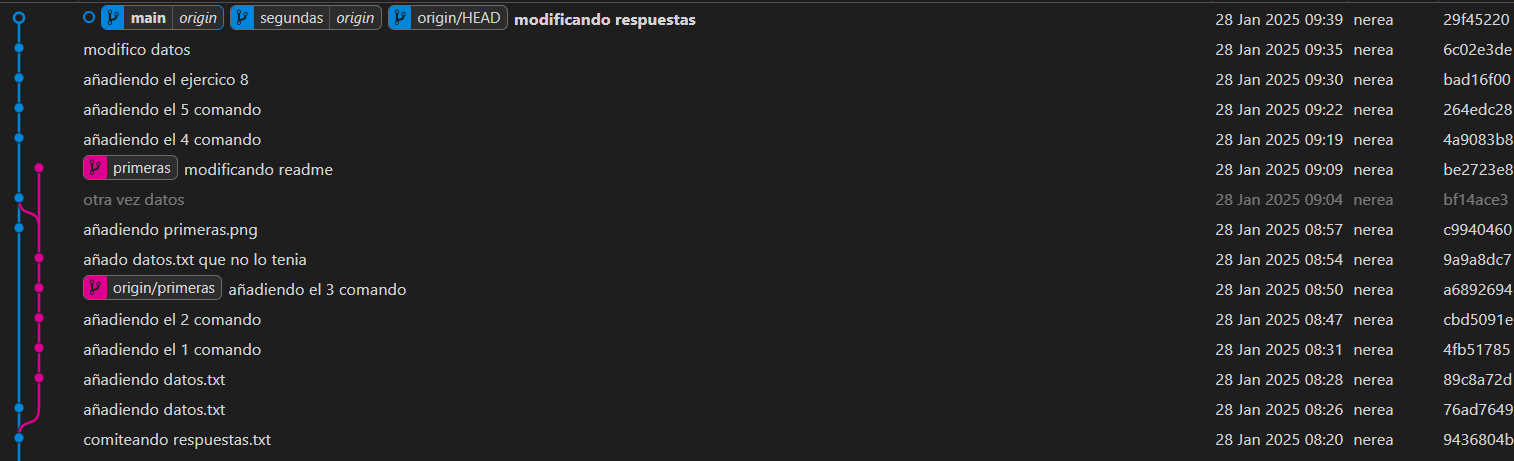 main origin segundas origin origin/HEAD modificando respuestas 28 Jan 2025 09:39 nerea 29f45220
modifico datos 28 Jan 2025 09:35 nerea 6c02e3de
añadiendo el ejercico 8 28 Jan 2025 09:30 nerea bad16f00
añadiendo el 5 comando 28 Jan 2025 09:22 nerea 264edc28
añadiendo el 4 comando 28 Jan 2025 09:19 nerea 4a9083b8
primeras modificando readme 28 Jan 2025 09:09 nerea be2723e8
otra vez datos 28 Jan 2025 09:04 nerea bf14ace3
añadiendo primeras.png 28 Jan 2025 08:57 nerea c9940460
añado datos.txt que no lo tenia 28 Jan 2025 08:54 nerea 9a9a8dc7
origin/primeras añadiendo el 3 comando 28 Jan 2025 08:50 nerea a6892694
añadiendo el 2 comando 28 Jan 2025 08:47 nerea cbd5091e
añadiendo el 1 comando 28 Jan 2025 08:31 nerea 4fb51785
añadiendo datos.txt 28 Jan 2025 08:28 nerea 89c8a72d
añadiendo datos.txt 28 Jan 2025 08:26 nerea 76ad7649
comiteando respuestas.txt 28 Jan 2025 08:20 nerea 9436804b